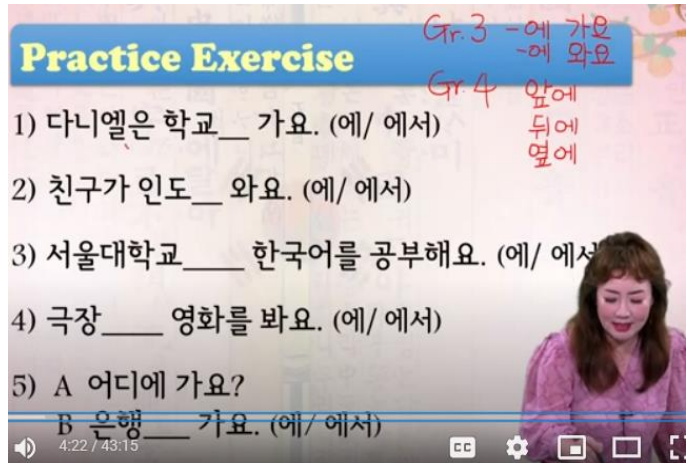 Practice Exercise
Gr.3 -에 가요
-에 와요
Gr.4 앞에
뒤에
옆에
1) 다니엘은 학교__ 가요. (에/ 에서)
2) 친구가 인도__ 와요. (에/ 에서)
3) 서울대학교____ 한국어를 공부해요. (에/ 에서
4) 극장____ 영화를 봐요. (에/ 에서)
5) A 어디에 가요?
B 은행___ 가요. (에/ 에서)
4:22 / 43:15
CC